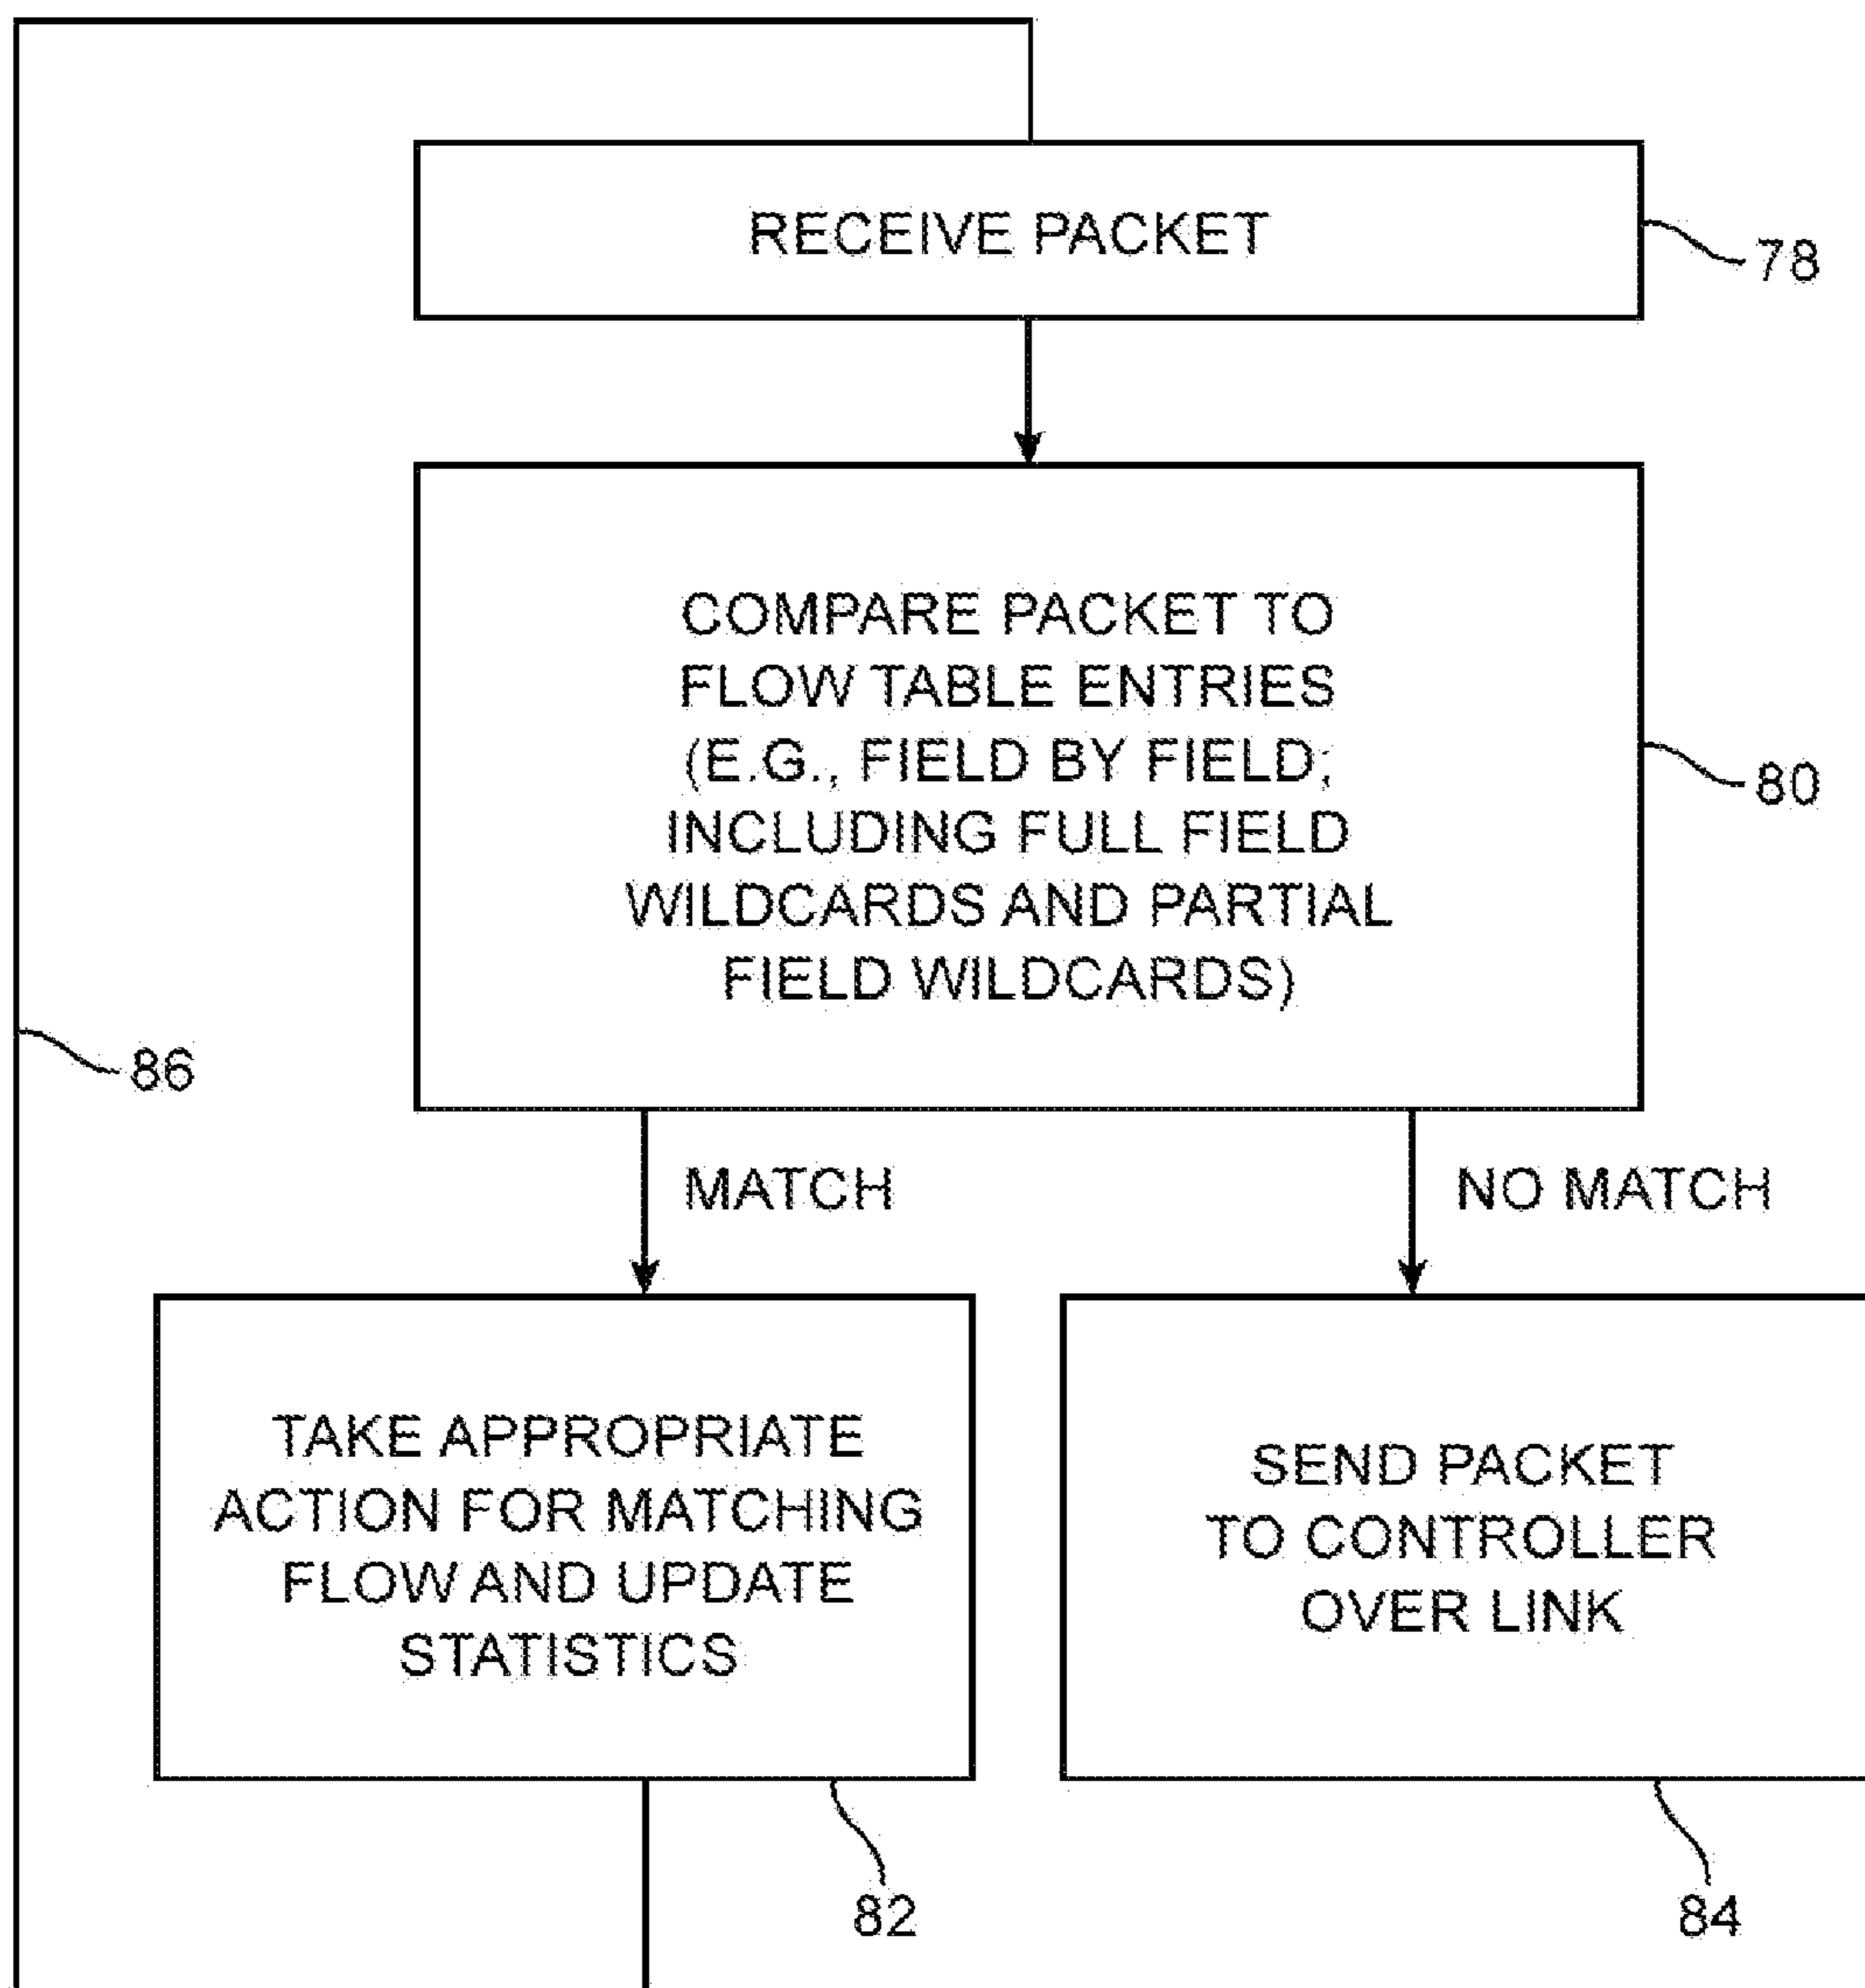 RECEIVE PACKET
78
COMPARE PACKET TO
FLOW TABLE ENTRIES
(E.G., FIELD BY FIELD;
INCLUDING FULL FIELD
WILDCARDS AND PARTIAL
FIELD WILDCARDS)
80
86
MATCH
NO MATCH
TAKE APPROPRIATE
ACTION FOR MATCHING
FLOW AND UPDATE
STATISTICS
SEND PACKET
TO CONTROLLER
OVER LINK
82
84